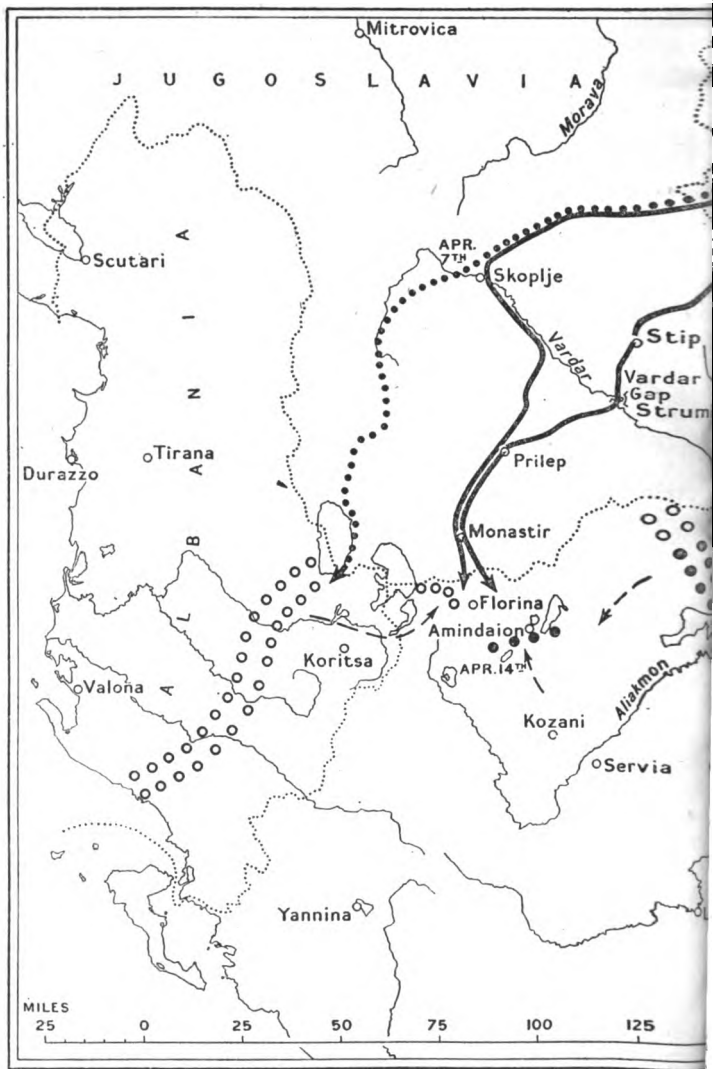 Mitrovica
JUGOSLAVIA
Morava
ALBANIA
Scutari
APR.
7TH
Skoplje
Vardar
Stip
Vardar
Gap
Strum
Tirana
Durazzo
Prilep
Monastir
Florina
Amindaion
Koritsa
APR. 14TH
Valona
Aliakmon
Kozani
Servia
Yannina
L
MILES
25 0 25 50 75 100 125